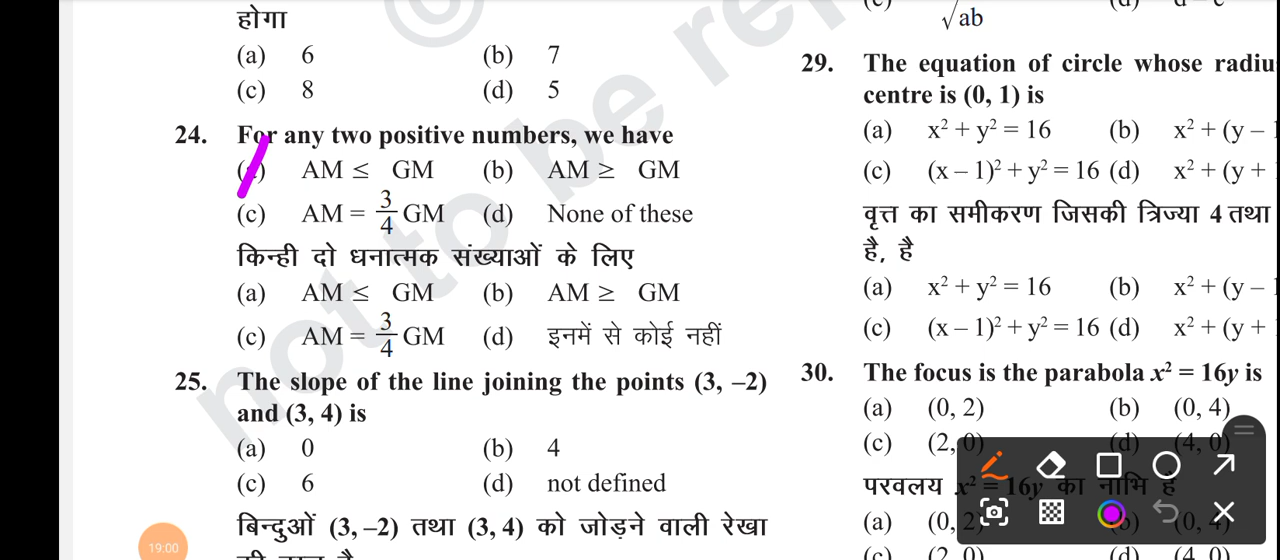 होगा
(a) 6 (b) 7
(c) 8 (d) 5
24. For any two positive numbers, we have
AM ≤ GM (b) AM ≥ GM
(c) AM = 3/4 GM (d) None of these
किन्ही दो धनात्मक संख्याओं के लिए
(a) AM ≤ GM (b) AM ≥ GM
(c) AM = 3/4 GM (d) इनमें से कोई नहीं
25. The slope of the line joining the points (3, –2)
and (3, 4) is
(a) 0 (b) 4
(c) 6 (d) not defined
बिन्दुओं (3, –2) तथा (3, 4) को जोड़ने वाली रेखा
√ab
29. The equation of circle whose radiu
centre is (0, 1) is
(a) x² + y² = 16 (b) x² + (y –
(c) (x – 1)² + y² = 16 (d) x² + (y +
वृत्त का समीकरण जिसकी त्रिज्या 4 तथा
है, है
(a) x² + y² = 16 (b) x² + (y –
(c) (x – 1)² + y² = 16 (d) x² + (y +
30. The focus is the parabola x² = 16y is
(a) (0, 2) (b) (0, 4)
(c) (2, 0) (d) (4, 0)
परवलय x² = 16y का नाभि है
(a) (0, 2) (0, 4)
not to be re
19:00